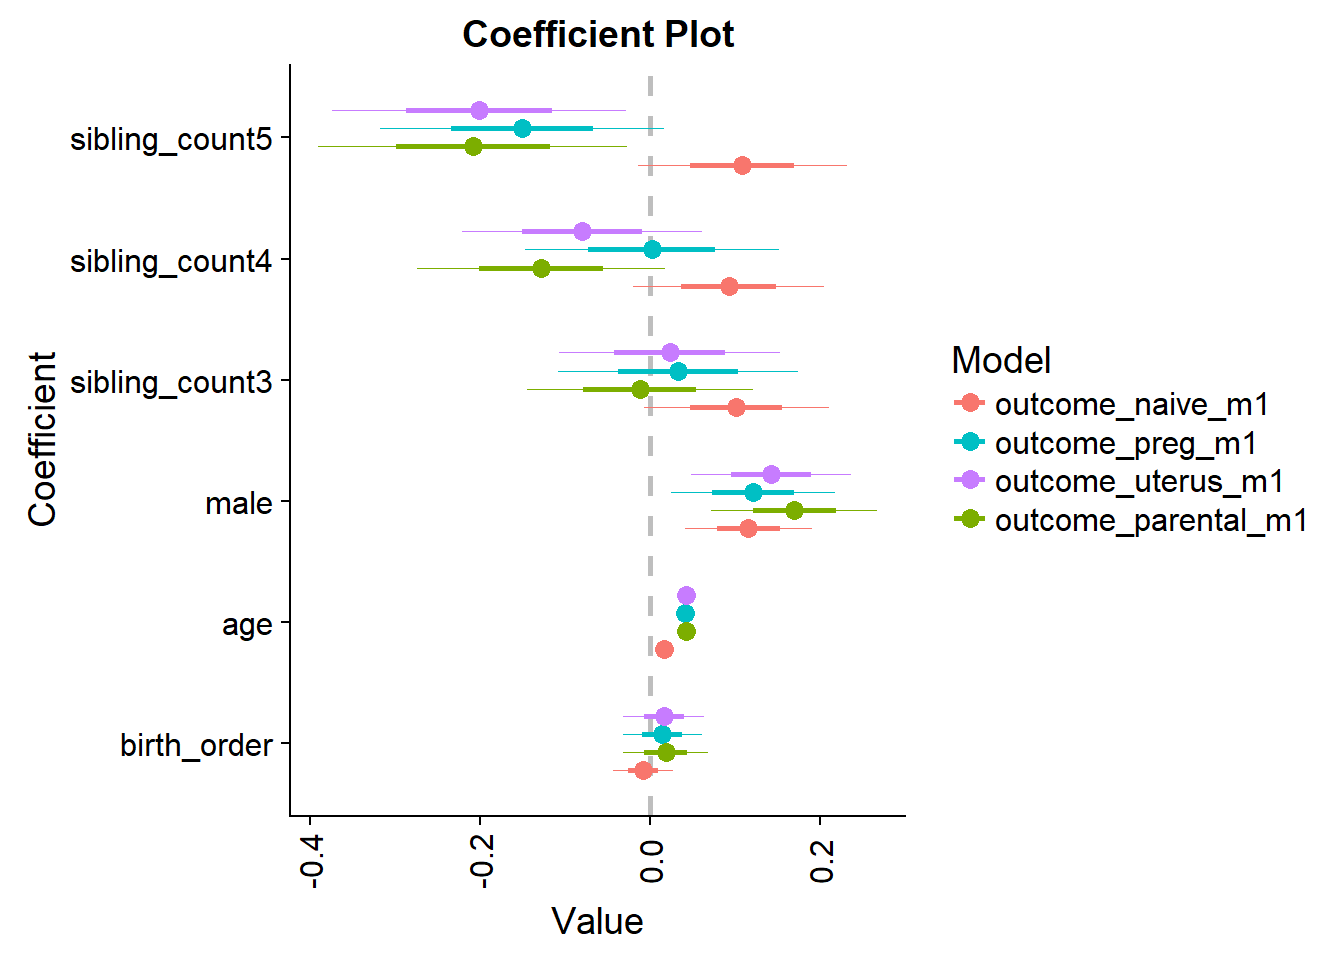 Coefficient Plot
sibling_count5
sibling_count4
sibling_count3
male
age
birth_order
Coefficient
-0.4
-0.2
0.0
0.2
Value
Model
outcome_naive_m1
outcome_preg_m1
outcome_uterus_m1
outcome_parental_m1